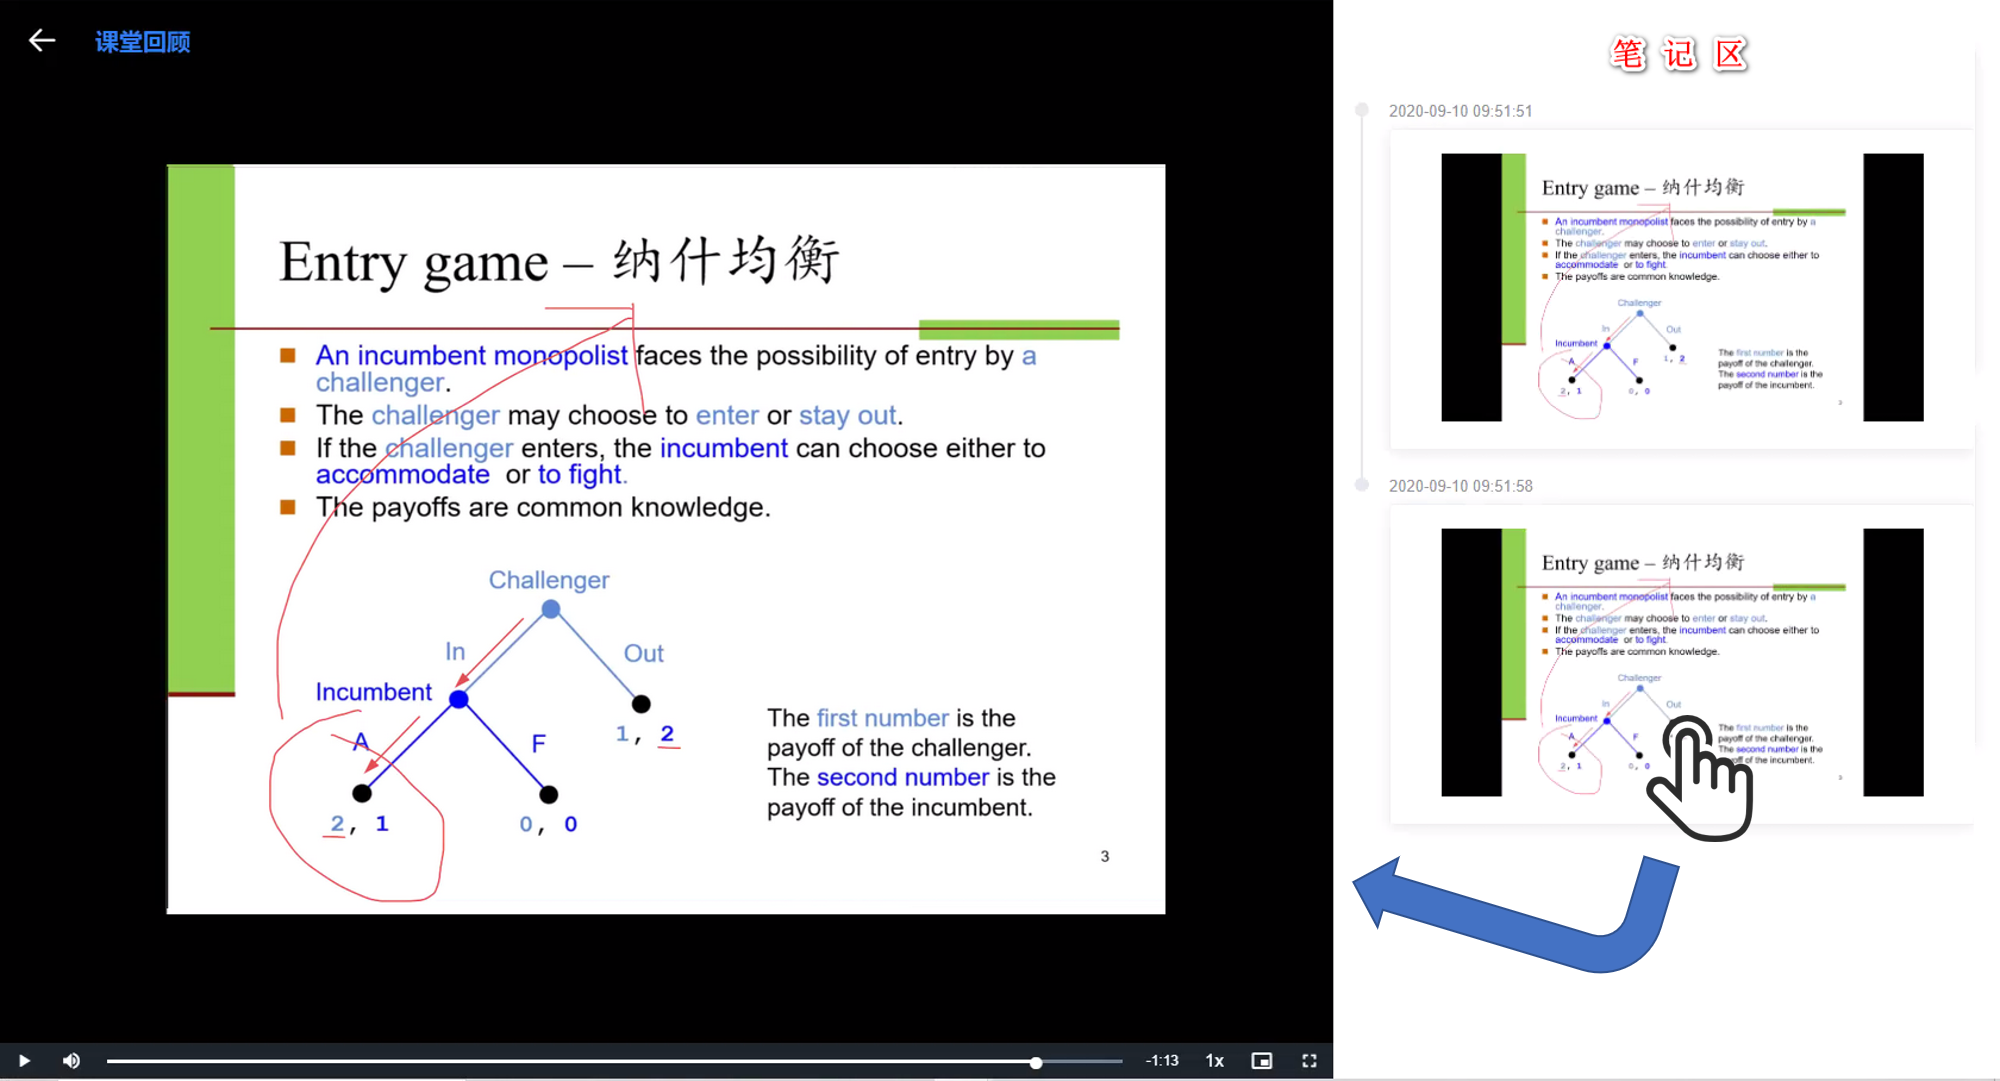 课堂回顾
Entry game – 纳什均衡
An incumbent monopolist faces the possibility of entry by a
challenger.
The challenger may choose to enter or stay out.
If the challenger enters, the incumbent can choose either to
accommodate or to fight.
The payoffs are common knowledge.
Challenger
In
Out
Incumbent
1, 2
A
F
2, 1
0, 0
The first number is the
payoff of the challenger.
The second number is the
payoff of the incumbent.
3
-1:13
1x
笔记区
2020-09-10 09:51:51
Entry game – 纳什均衡
An incumbent monopolist faces the possibility of entry by a
challenger.
The challenger may choose to enter or stay out.
If the challenger enters, the incumbent can choose either to
accommodate or to fight.
The payoffs are common knowledge.
Challenger
In
Out
Incumbent
1, 2
A
F
2, 1
0, 0
The first number is the
payoff of the challenger.
The second number is the
payoff of the incumbent.
3
2020-09-10 09:51:58
Entry game – 纳什均衡
An incumbent monopolist faces the possibility of entry by a
challenger.
The challenger may choose to enter or stay out.
If the challenger enters, the incumbent can choose either to
accommodate or to fight.
The payoffs are common knowledge.
Challenger
In
Out
Incumbent
A
F
2, 1
0, 0
The first number is the
payoff of the challenger.
The second number is the
of the incumbent.
3